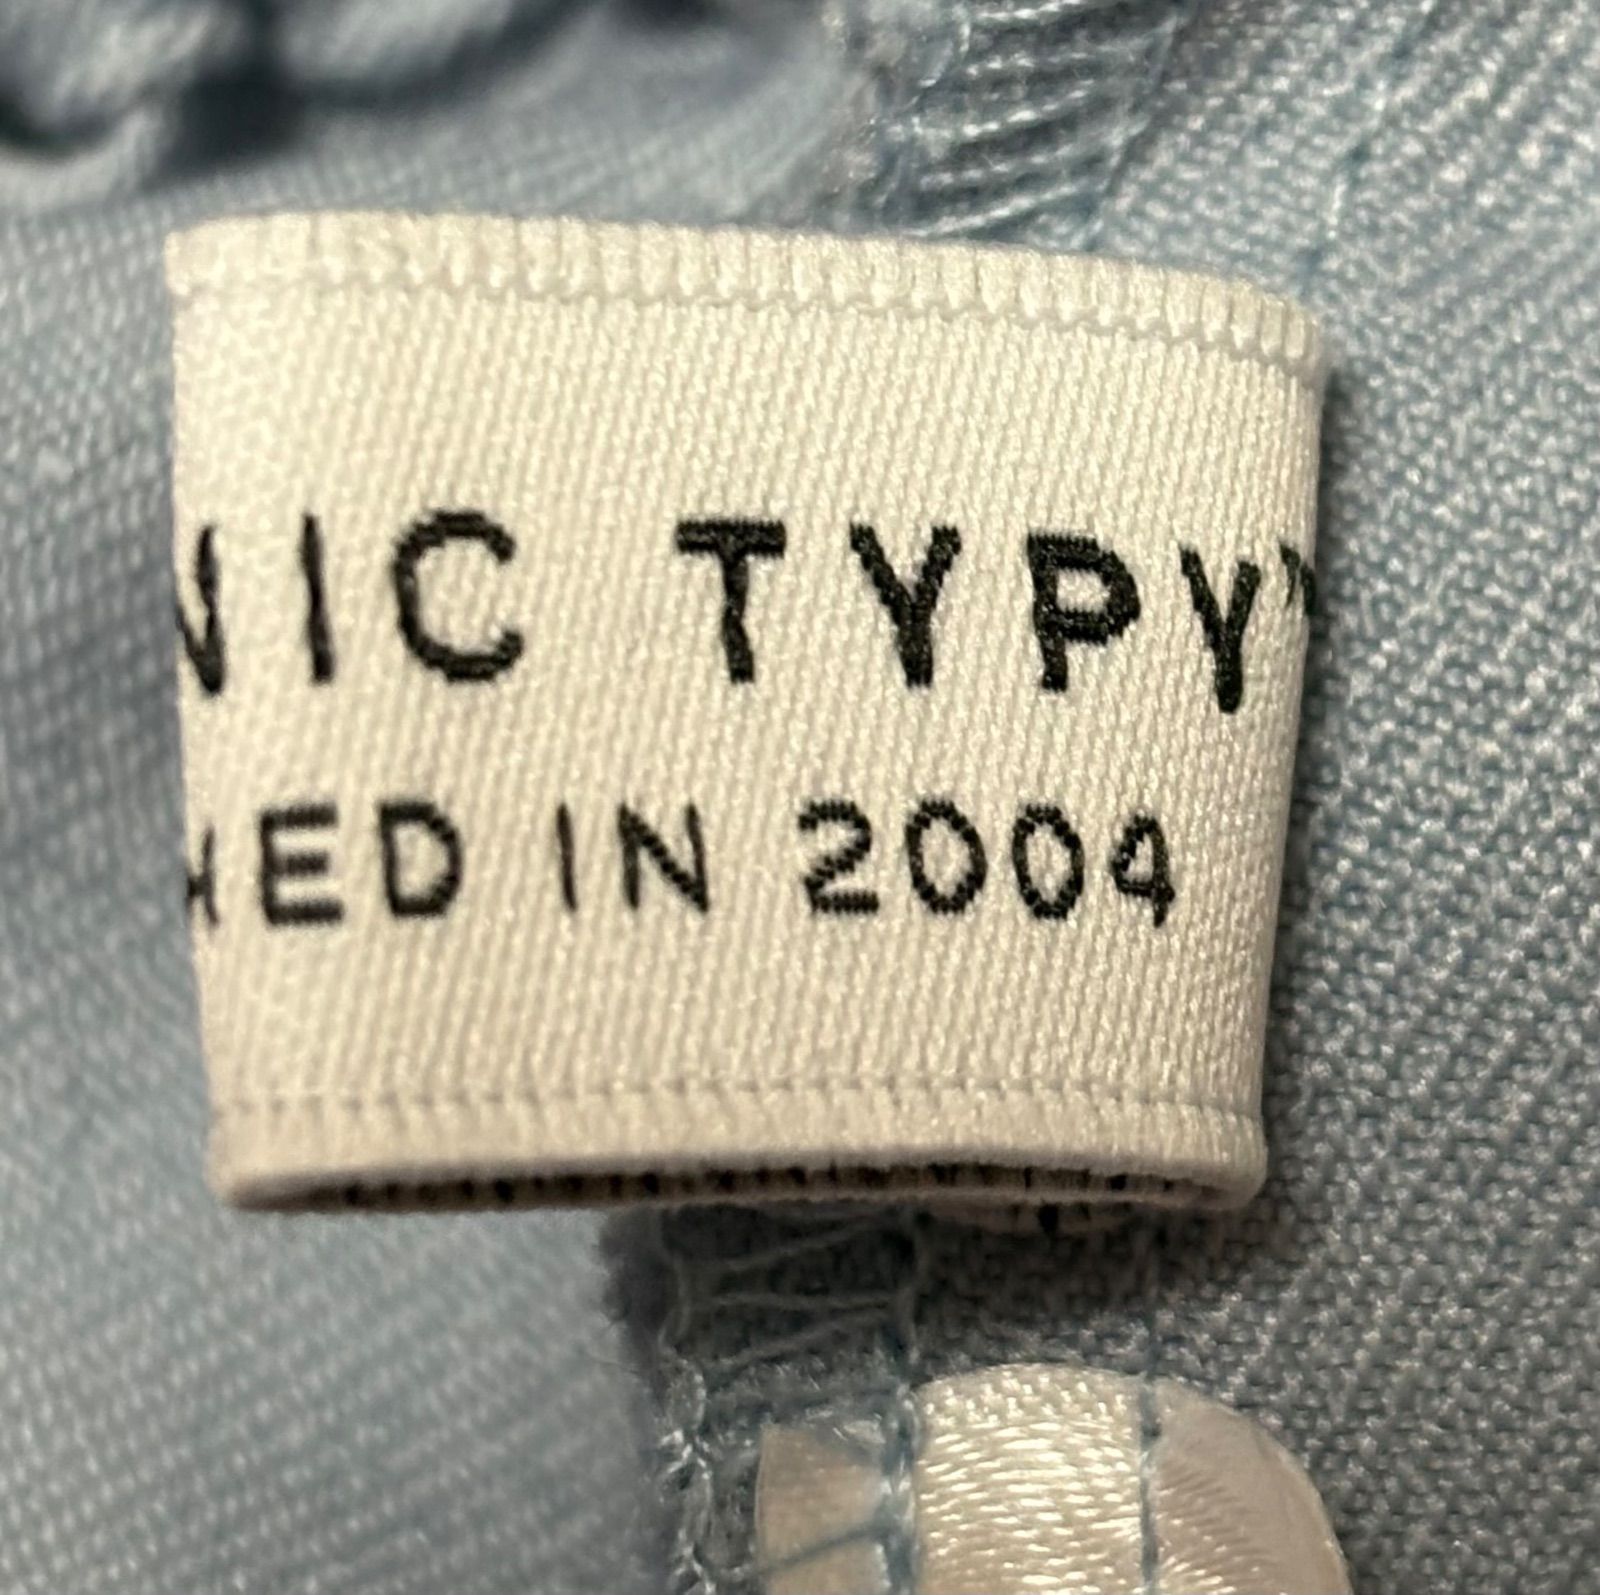 NIC TYPY
HED IN 2004